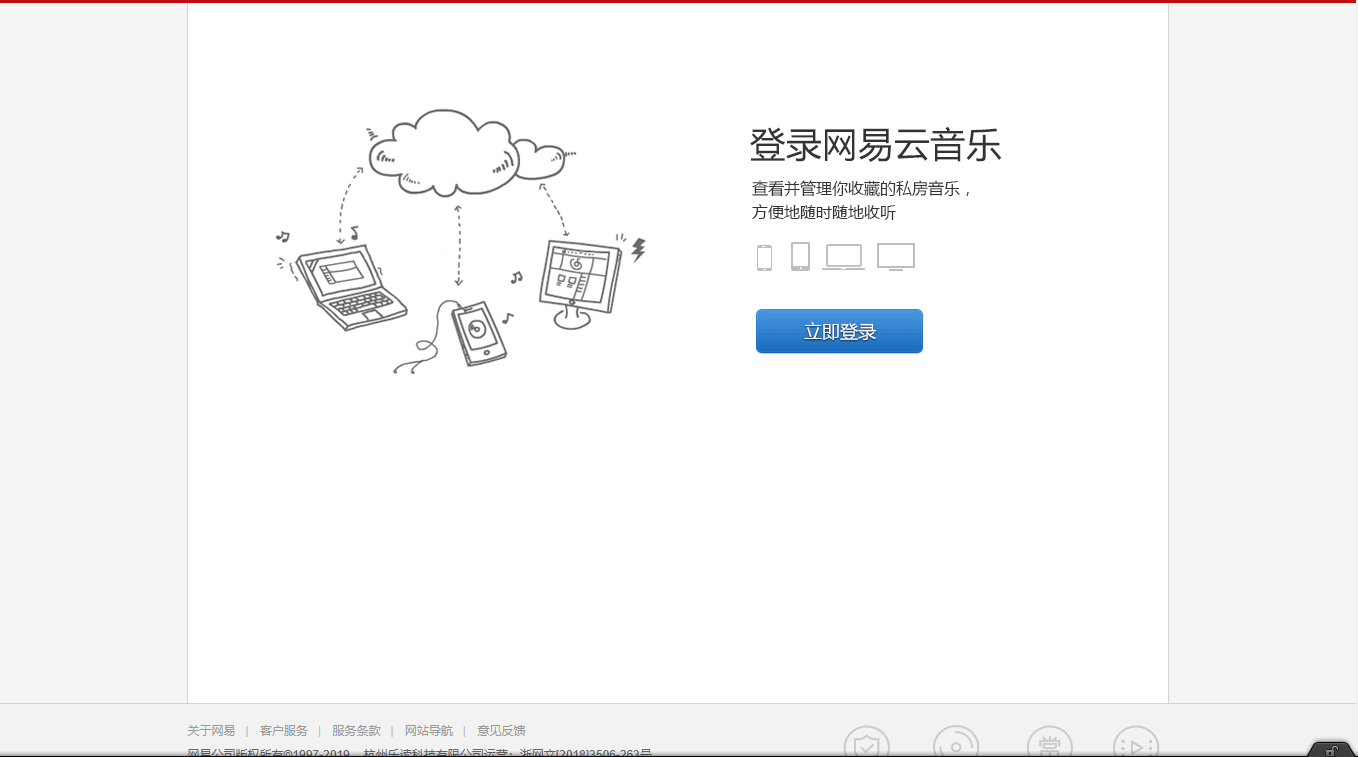 登录网易云音乐
查看并管理你收藏的私房音乐，
方便地随时随地收听
立即登录
关于网易 | 客户服务 | 服务条款 | 网站导航 | 意见反馈
网易公司版权所有©1997-2019 杭州乐读科技有限公司运营：浙网文[2018]3506-263号